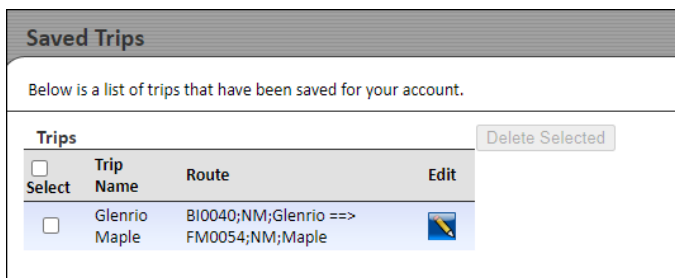 Saved Trips
Below is a list of trips that have been saved for your account.
Trips
Delete Selected
Select
Trip
Name
Route
Edit
Glenrio
Maple
BI0040;NM;Glenrio ==>
FM0054;NM;Maple